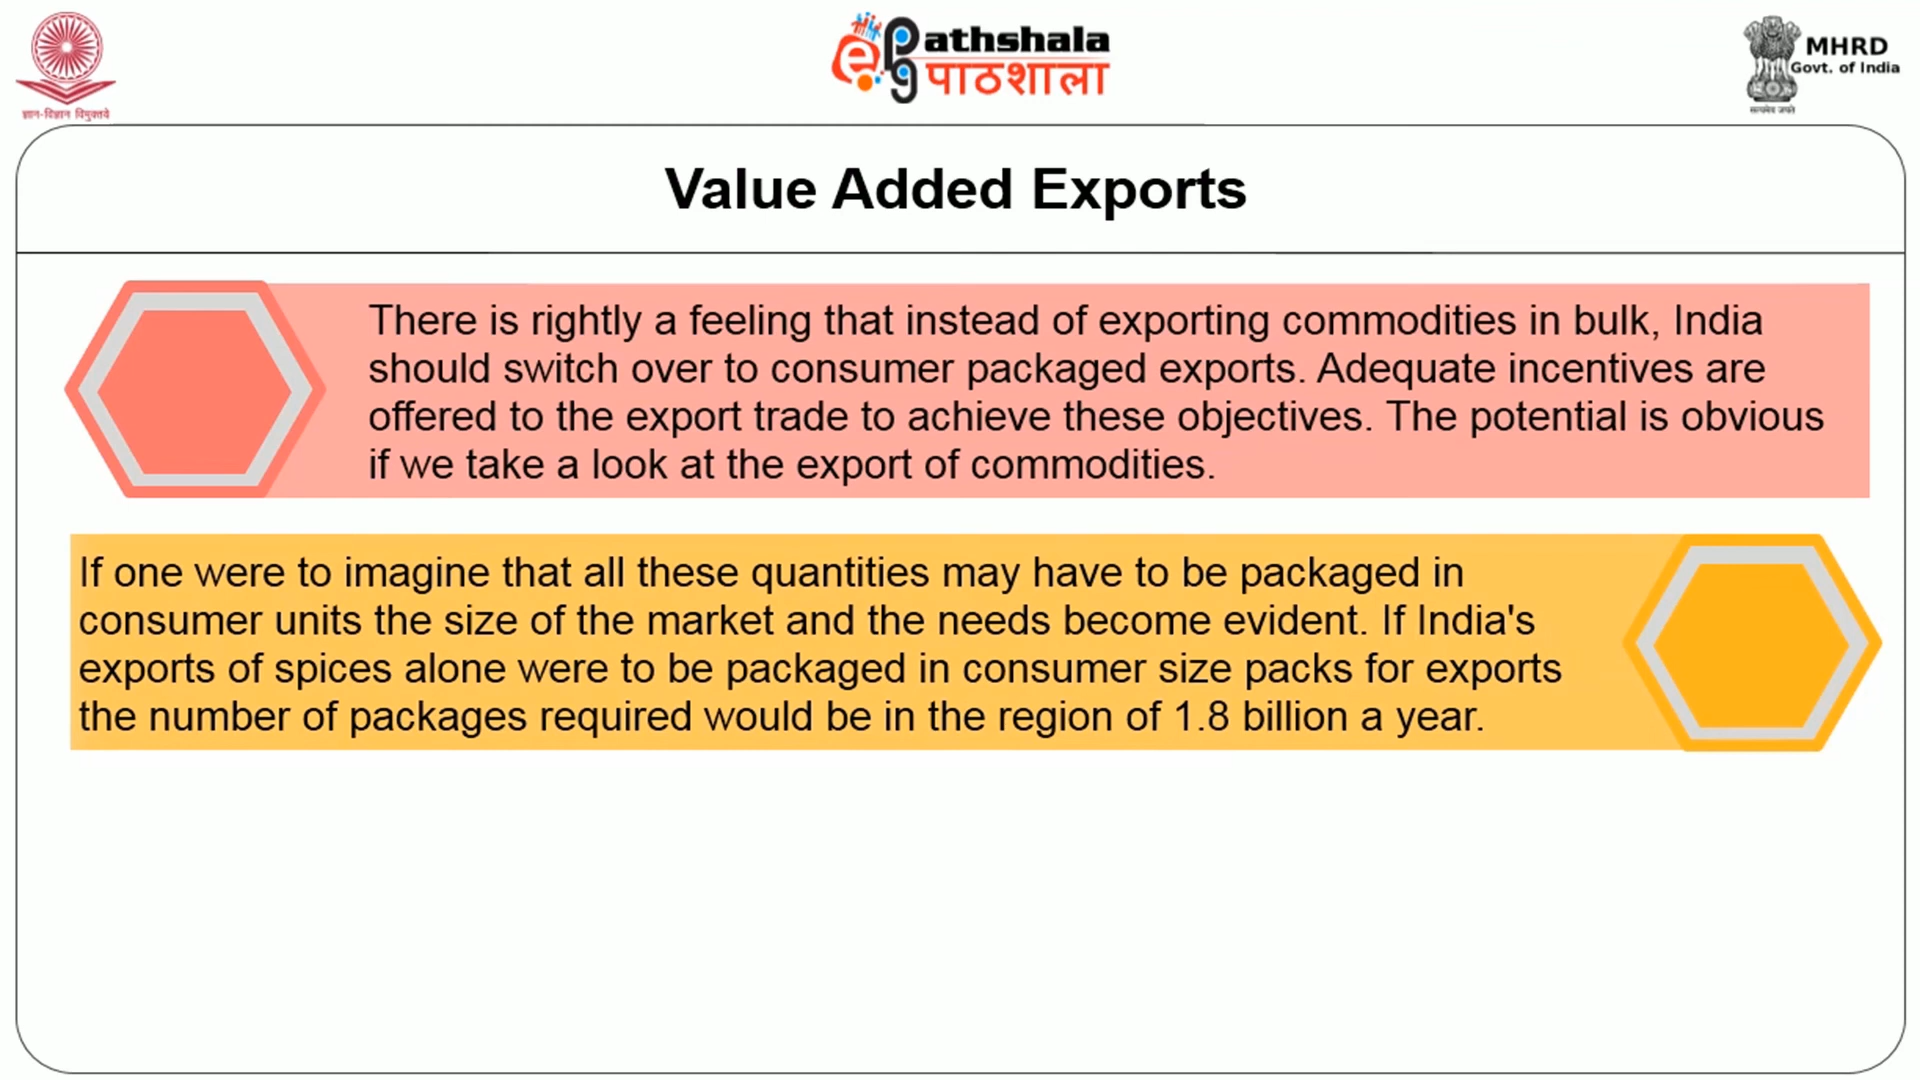 ज्ञान-विज्ञान विमुक्तये
ePG athshala
पाठशाला
MHRD
Govt. of India
सत्यमेव जयते
Value Added Exports
There is rightly a feeling that instead of exporting commodities in bulk, India
should switch over to consumer packaged exports. Adequate incentives are
offered to the export trade to achieve these objectives. The potential is obvious
if we take a look at the export of commodities.
If one were to imagine that all these quantities may have to be packaged in
consumer units the size of the market and the needs become evident. If India's
exports of spices alone were to be packaged in consumer size packs for exports
the number of packages required would be in the region of 1.8 billion a year.